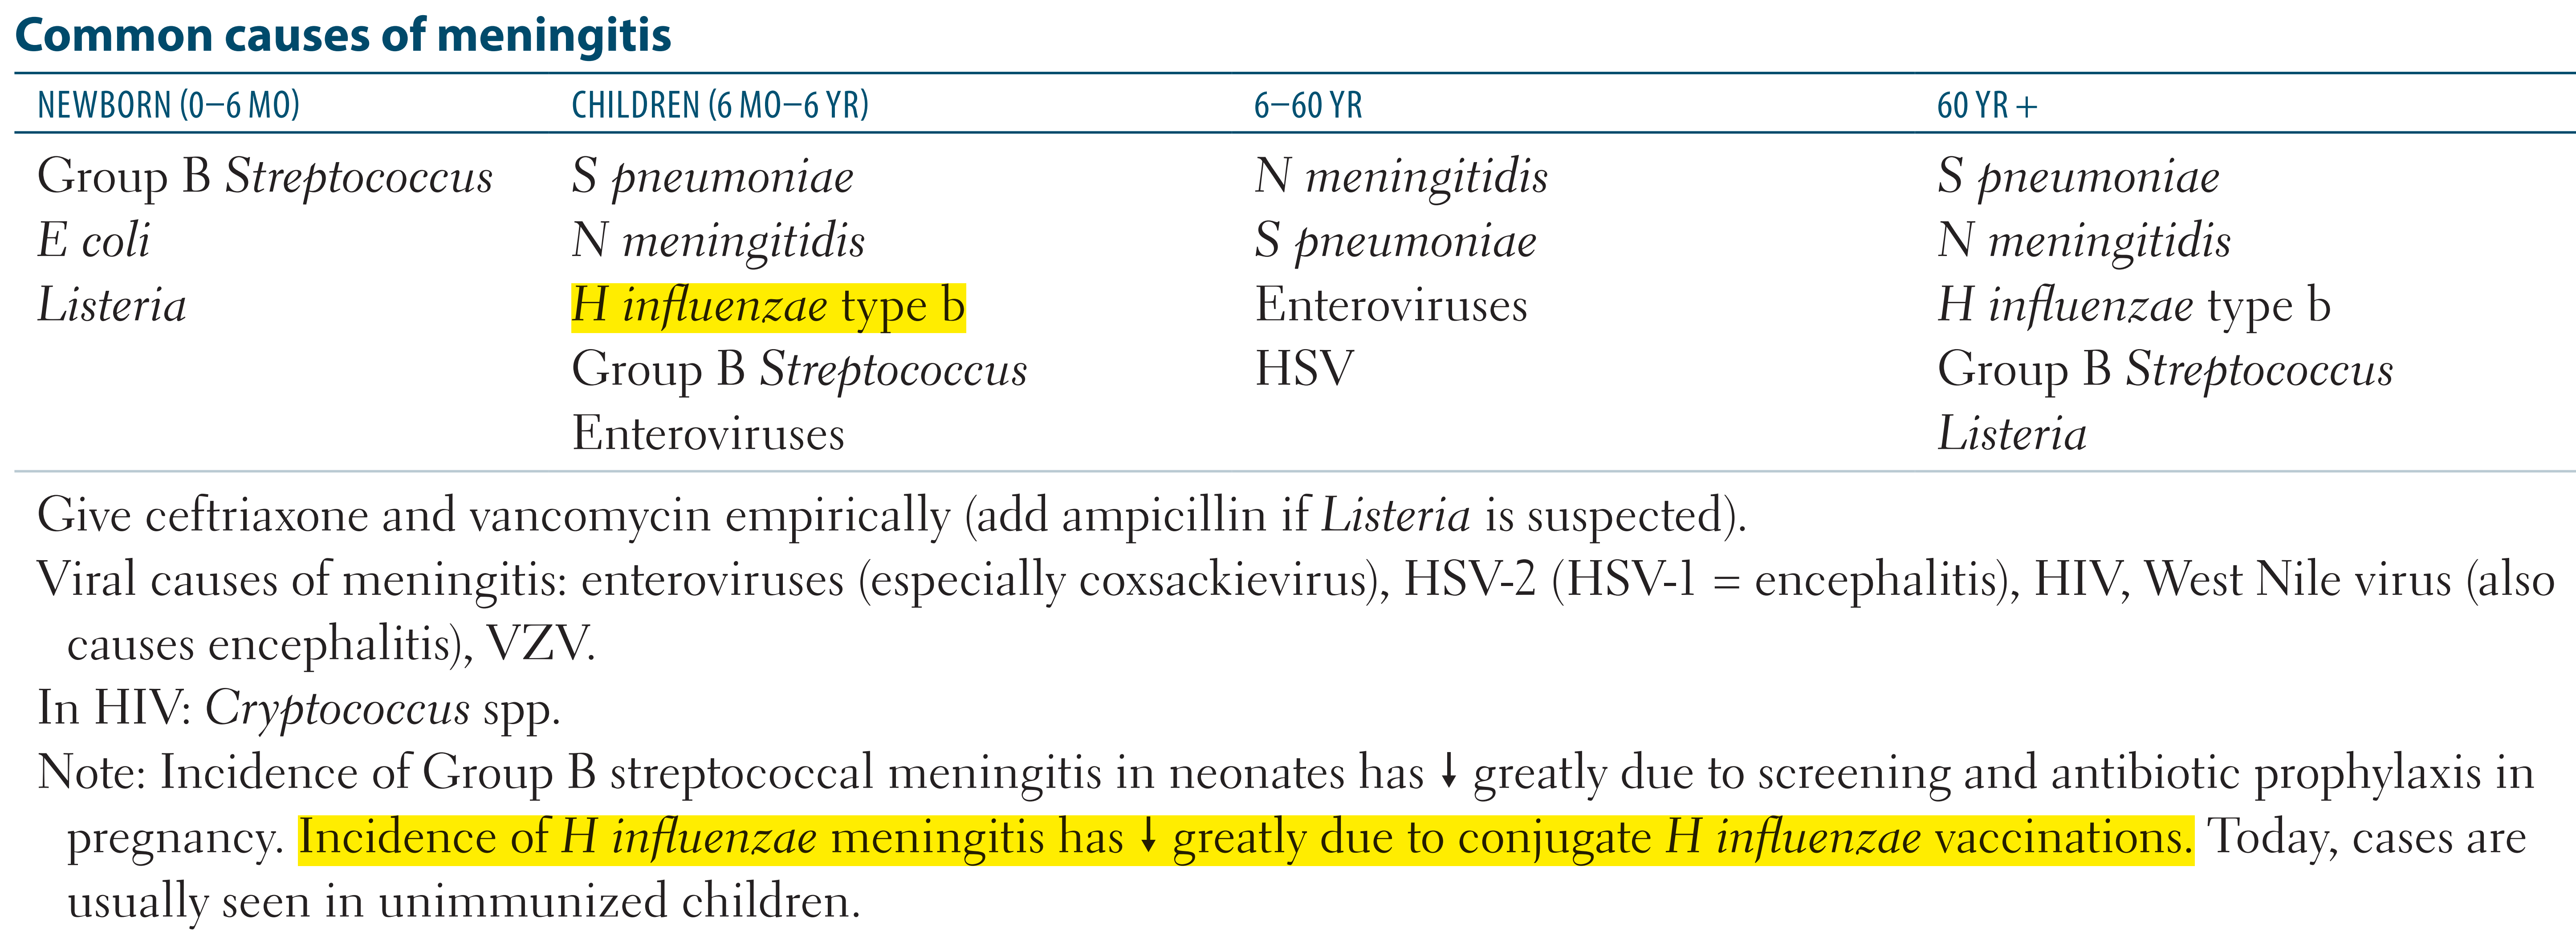 Common causes of meningitis
NEWBORN (0–6 MO) CHILDREN (6 MO–6 YR) 6–60 YR 60 YR +
Group B Streptococcus S pneumoniae N meningitidis S pneumoniae
E coli N meningitidis S pneumoniae N meningitidis
Listeria H influenzae type b Enteroviruses H influenzae type b
Group B Streptococcus HSV Group B Streptococcus
Enteroviruses Listeria
Give ceftriaxone and vancomycin empirically (add ampicillin if Listeria is suspected).
Viral causes of meningitis: enteroviruses (especially coxsackievirus), HSV-2 (HSV-1 = encephalitis), HIV, West Nile virus (also
causes encephalitis), VZV.
In HIV: Cryptococcus spp.
Note: Incidence of Group B streptococcal meningitis in neonates has ↓ greatly due to screening and antibiotic prophylaxis in
pregnancy. Incidence of H influenzae meningitis has ↓ greatly due to conjugate H influenzae vaccinations. Today, cases are
usually seen in unimmunized children.